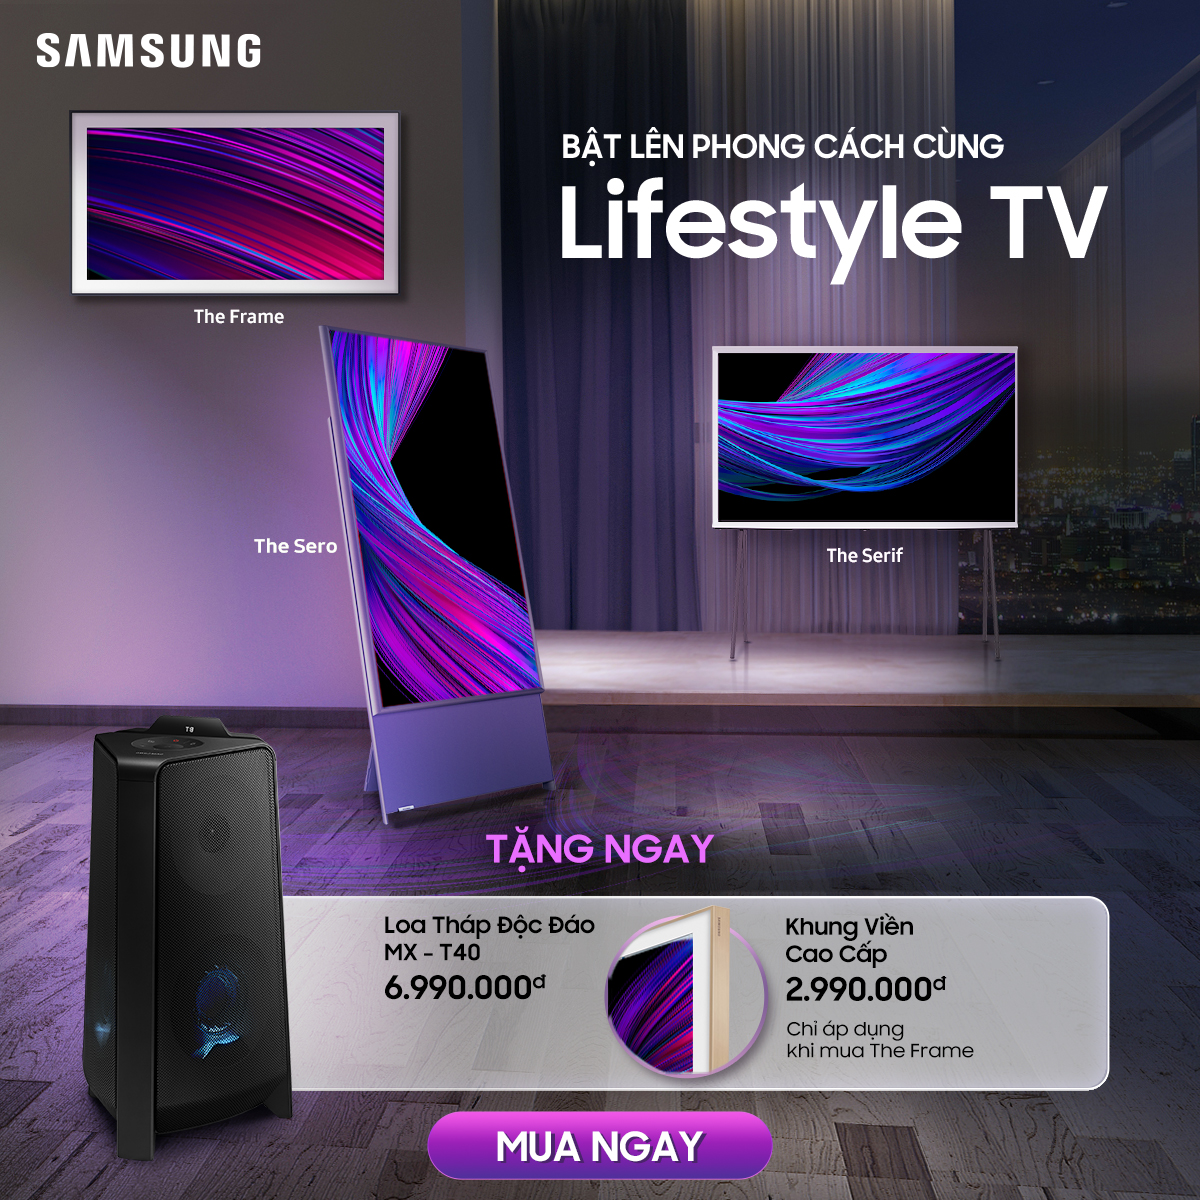 SAMSUNG
BẬT LÊN PHONG CÁCH CÙNG
Lifestyle TV
The Frame
The Sero
The Serif
TẶNG NGAY
Loa Tháp Độc Đáo
MX - T40
6.990.000đ
Khung Viền
Cao Cấp
2.990.000đ
Chỉ áp dụng
khi mua The Frame
MUA NGAY